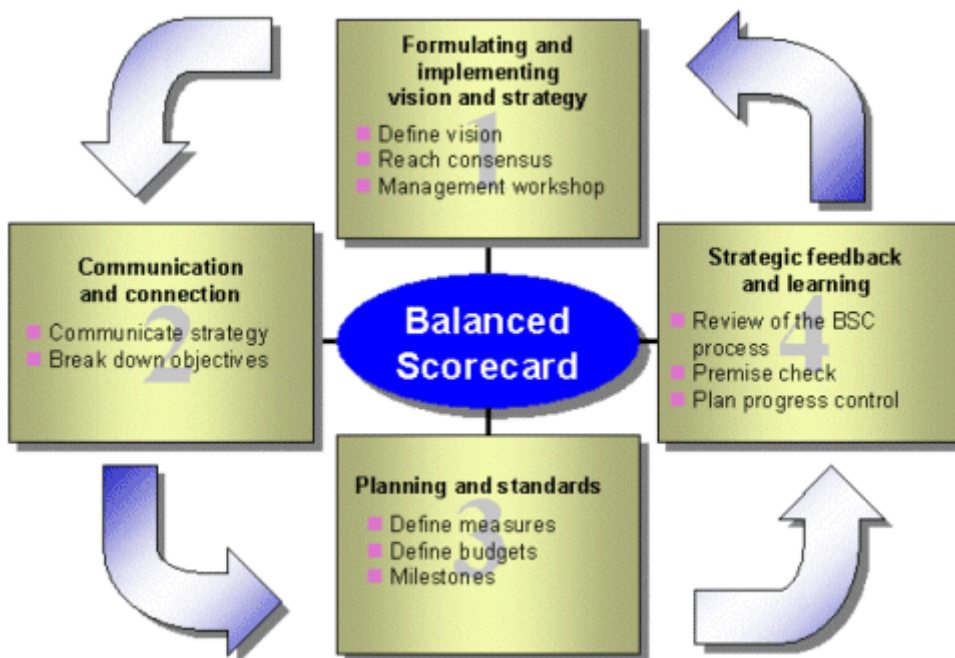 Formulating and
implementing
vision and strategy
1
Define vision
Reach consensus
Management workshop
Communication
and connection
2
Communicate strategy
Break down objectives
Balanced
Scorecard
Strategic feedback
and learning
4
Review of the BSC
process
Premise check
Plan progress control
Planning and standards
3
Define measures
Define budgets
Milestones